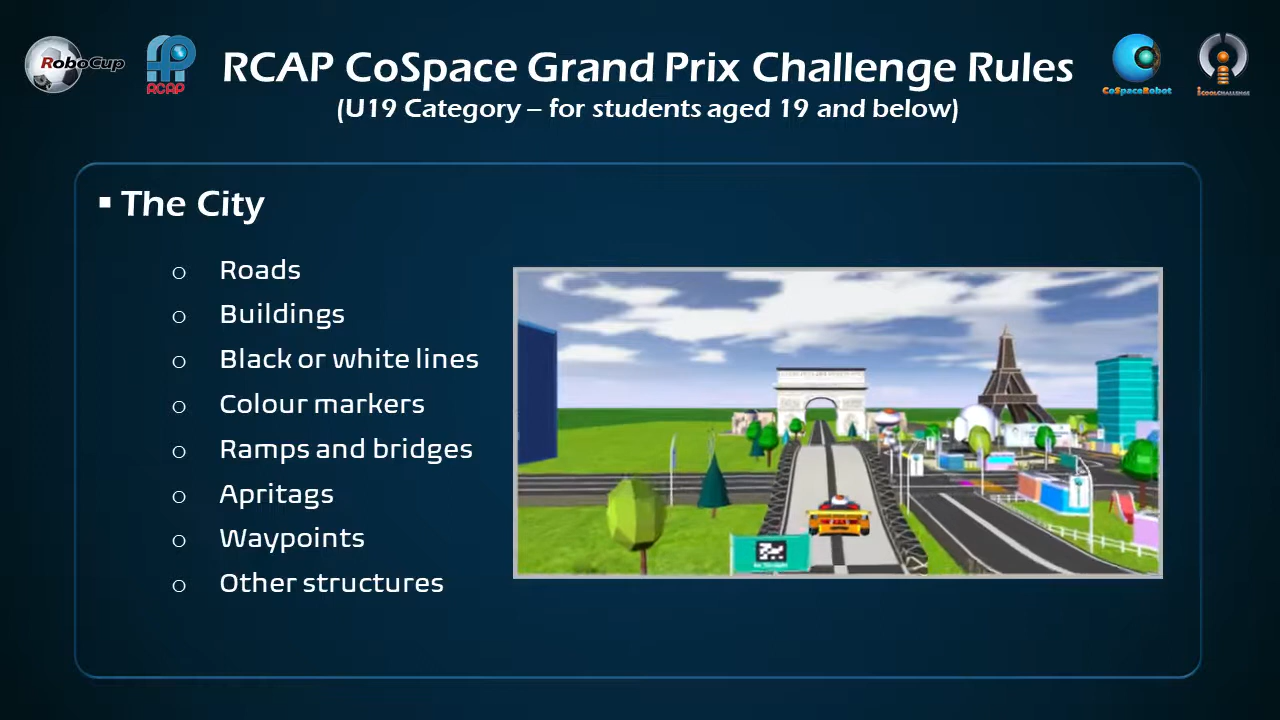 RoboCup
RCAP
RCAP CoSpace Grand Prix Challenge Rules
(U19 Category – for students aged 19 and below)
CoSpaceRobot
iCOOLCHALLENGE
▪ The City
o Roads
o Buildings
o Black or white lines
o Colour markers
o Ramps and bridges
o Apritags
o Waypoints
o Other structures